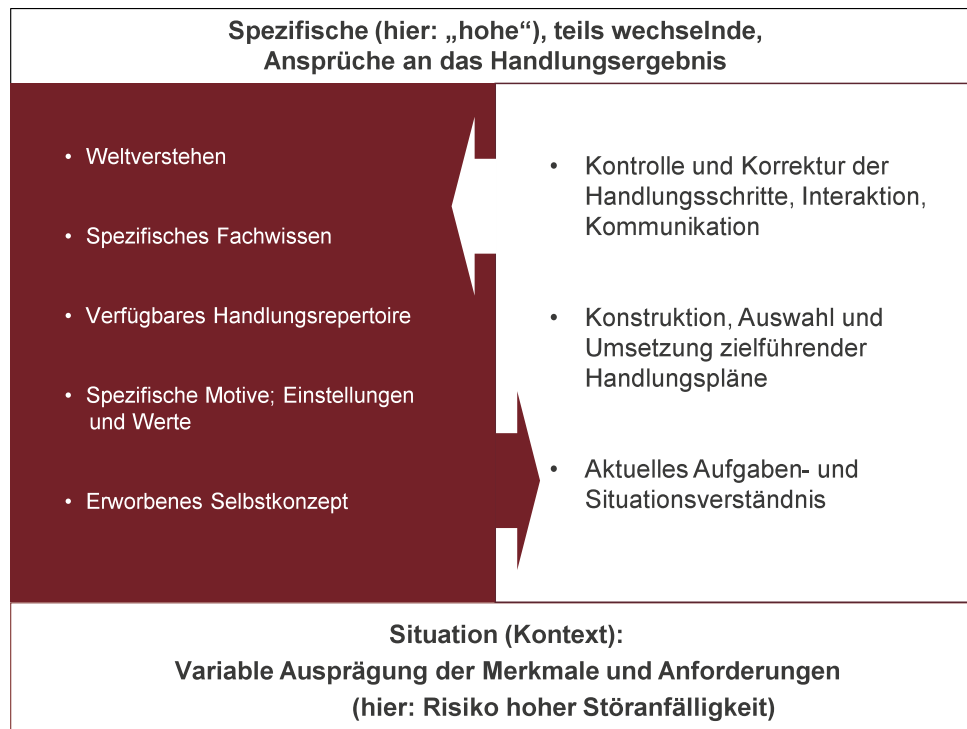 Spezifische (hier: „hohe“), teils wechselnde,
Ansprüche an das Handlungsergebnis
• Weltverstehen
• Spezifisches Fachwissen
• Verfügbares Handlungsrepertoire
• Spezifische Motive; Einstellungen
und Werte
• Erworbenes Selbstkonzept
• Kontrolle und Korrektur der
Handlungsschritte, Interaktion,
Kommunikation
• Konstruktion, Auswahl und
Umsetzung zielführender
Handlungspläne
• Aktuelles Aufgaben- und
Situationsverständnis
Situation (Kontext):
Variable Ausprägung der Merkmale und Anforderungen
(hier: Risiko hoher Störanfälligkeit)